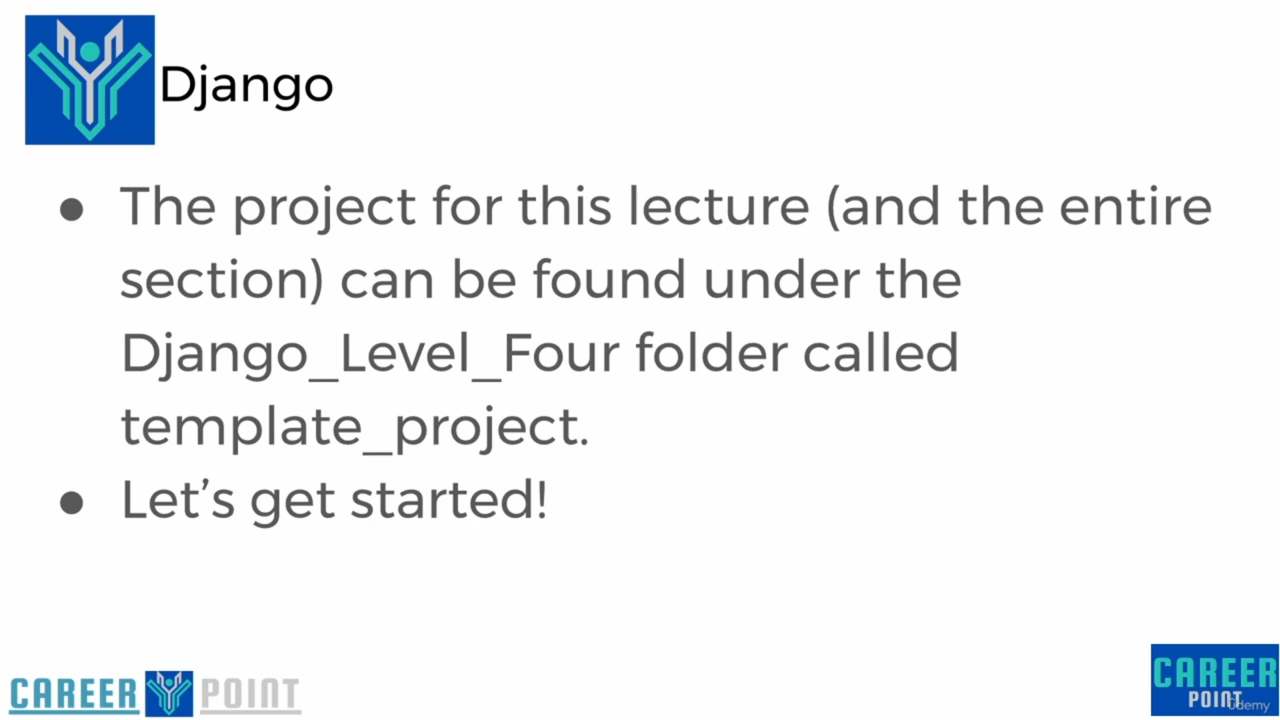 Django
● The project for this lecture (and the entire
section) can be found under the
Django_Level_Four folder called
template_project.
● Let’s get started!
CAREER POINT
CAREER
POINT
ûdemy